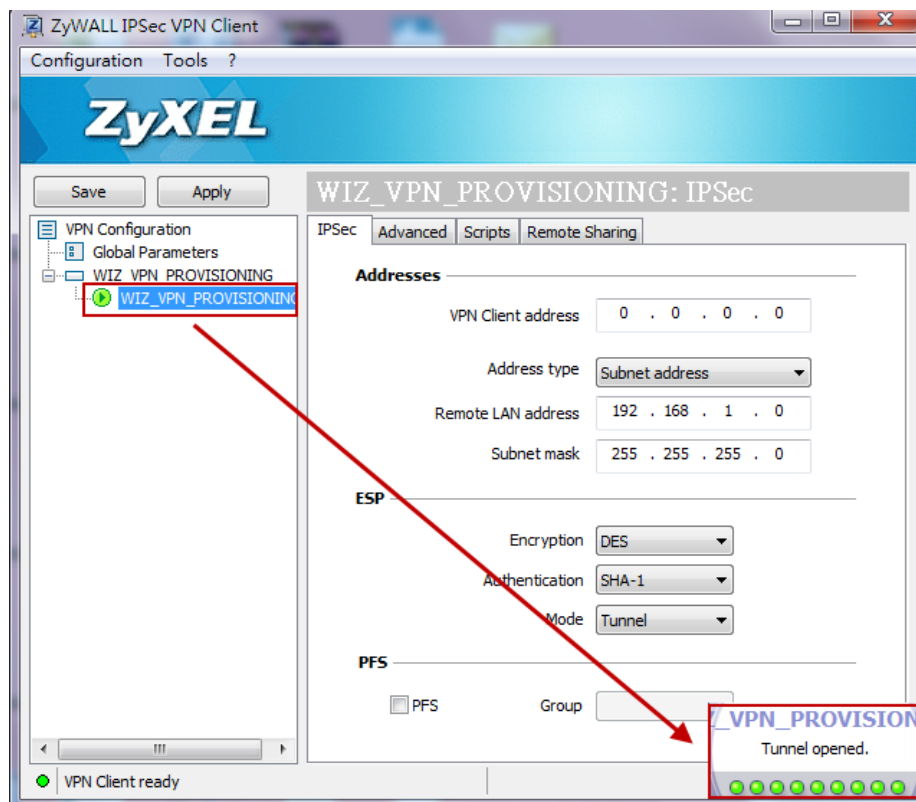 ZyWALL IPSec VPN Client
Configuration Tools ?
ZyXEL
Save Apply
WIZ_VPN_PROVISIONING: IPSec
VPN Configuration
Global Parameters
WIZ_VPN_PROVISIONING
WIZ_VPN_PROVISIONING
IPSec Advanced Scripts Remote Sharing
Addresses
VPN Client address 0 . 0 . 0 . 0
Address type Subnet address
Remote LAN address 192 . 168 . 1 . 0
Subnet mask 255 . 255 . 255 . 0
ESP
Encryption DES
Authentication SHA-1
Mode Tunnel
PFS
PFS Group
Z_VPN_PROVISION
Tunnel opened.
VPN Client ready